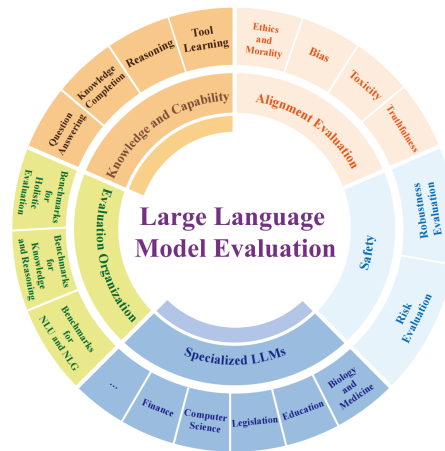 Large Language
Model Evaluation
Knowledge and Capability
Question
Answering
Knowledge
Completion
Reasoning
Tool
Learning
Alignment Evaluation
Ethics
and
Morality
Bias
Toxicity
Truthfulness
Safety
Robustness
Evaluation
Risk
Evaluation
Specialized LLMs
Biology
and
Medicine
Education
Legislation
Computer
Science
Finance
...
Evaluation Organization
Benchmarks
for
NLU and NLG
Benchmarks
for
Knowledge
and Reasoning
Benchmarks
for
Holistic
Evaluation